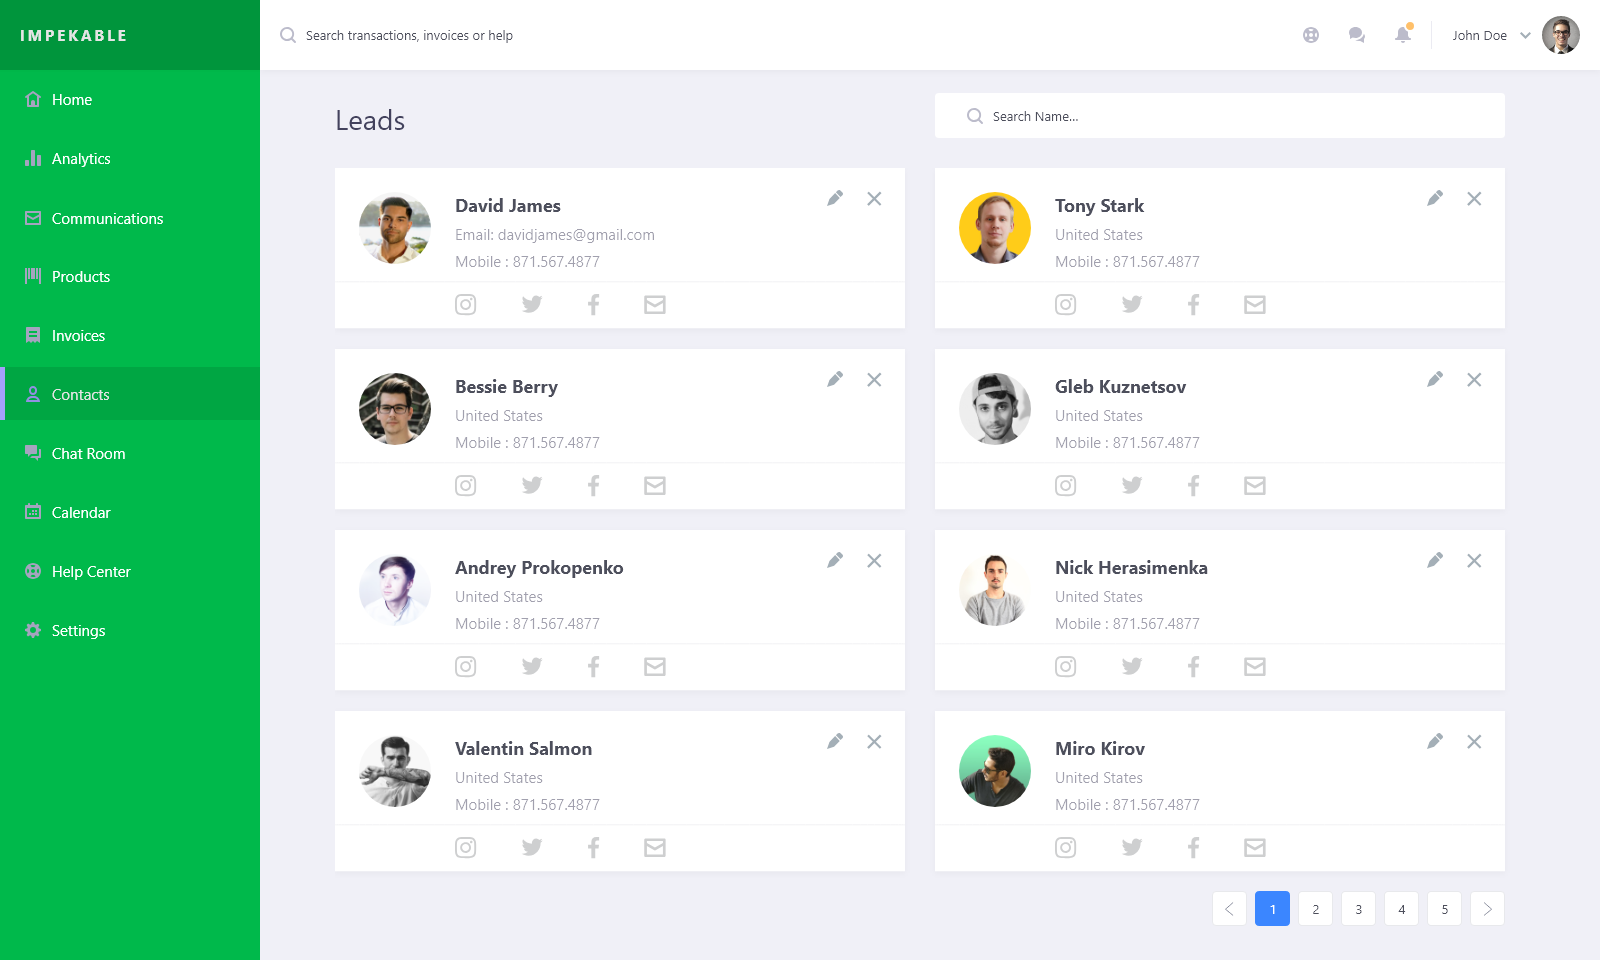 IMPEKABLE
Search transactions, invoices or help
John Doe
Home
Analytics
Communications
Products
Invoices
Contacts
Chat Room
Calendar
Help Center
Settings
Leads
Search Name...
David James
Email: davidjames@gmail.com
Mobile : 871.567.4877
Tony Stark
United States
Mobile : 871.567.4877
Bessie Berry
United States
Mobile : 871.567.4877
Gleb Kuznetsov
United States
Mobile : 871.567.4877
Andrey Prokopenko
United States
Mobile : 871.567.4877
Nick Herasimenka
United States
Mobile : 871.567.4877
Valentin Salmon
United States
Mobile : 871.567.4877
Miro Kirov
United States
Mobile : 871.567.4877
1 2 3 4 5